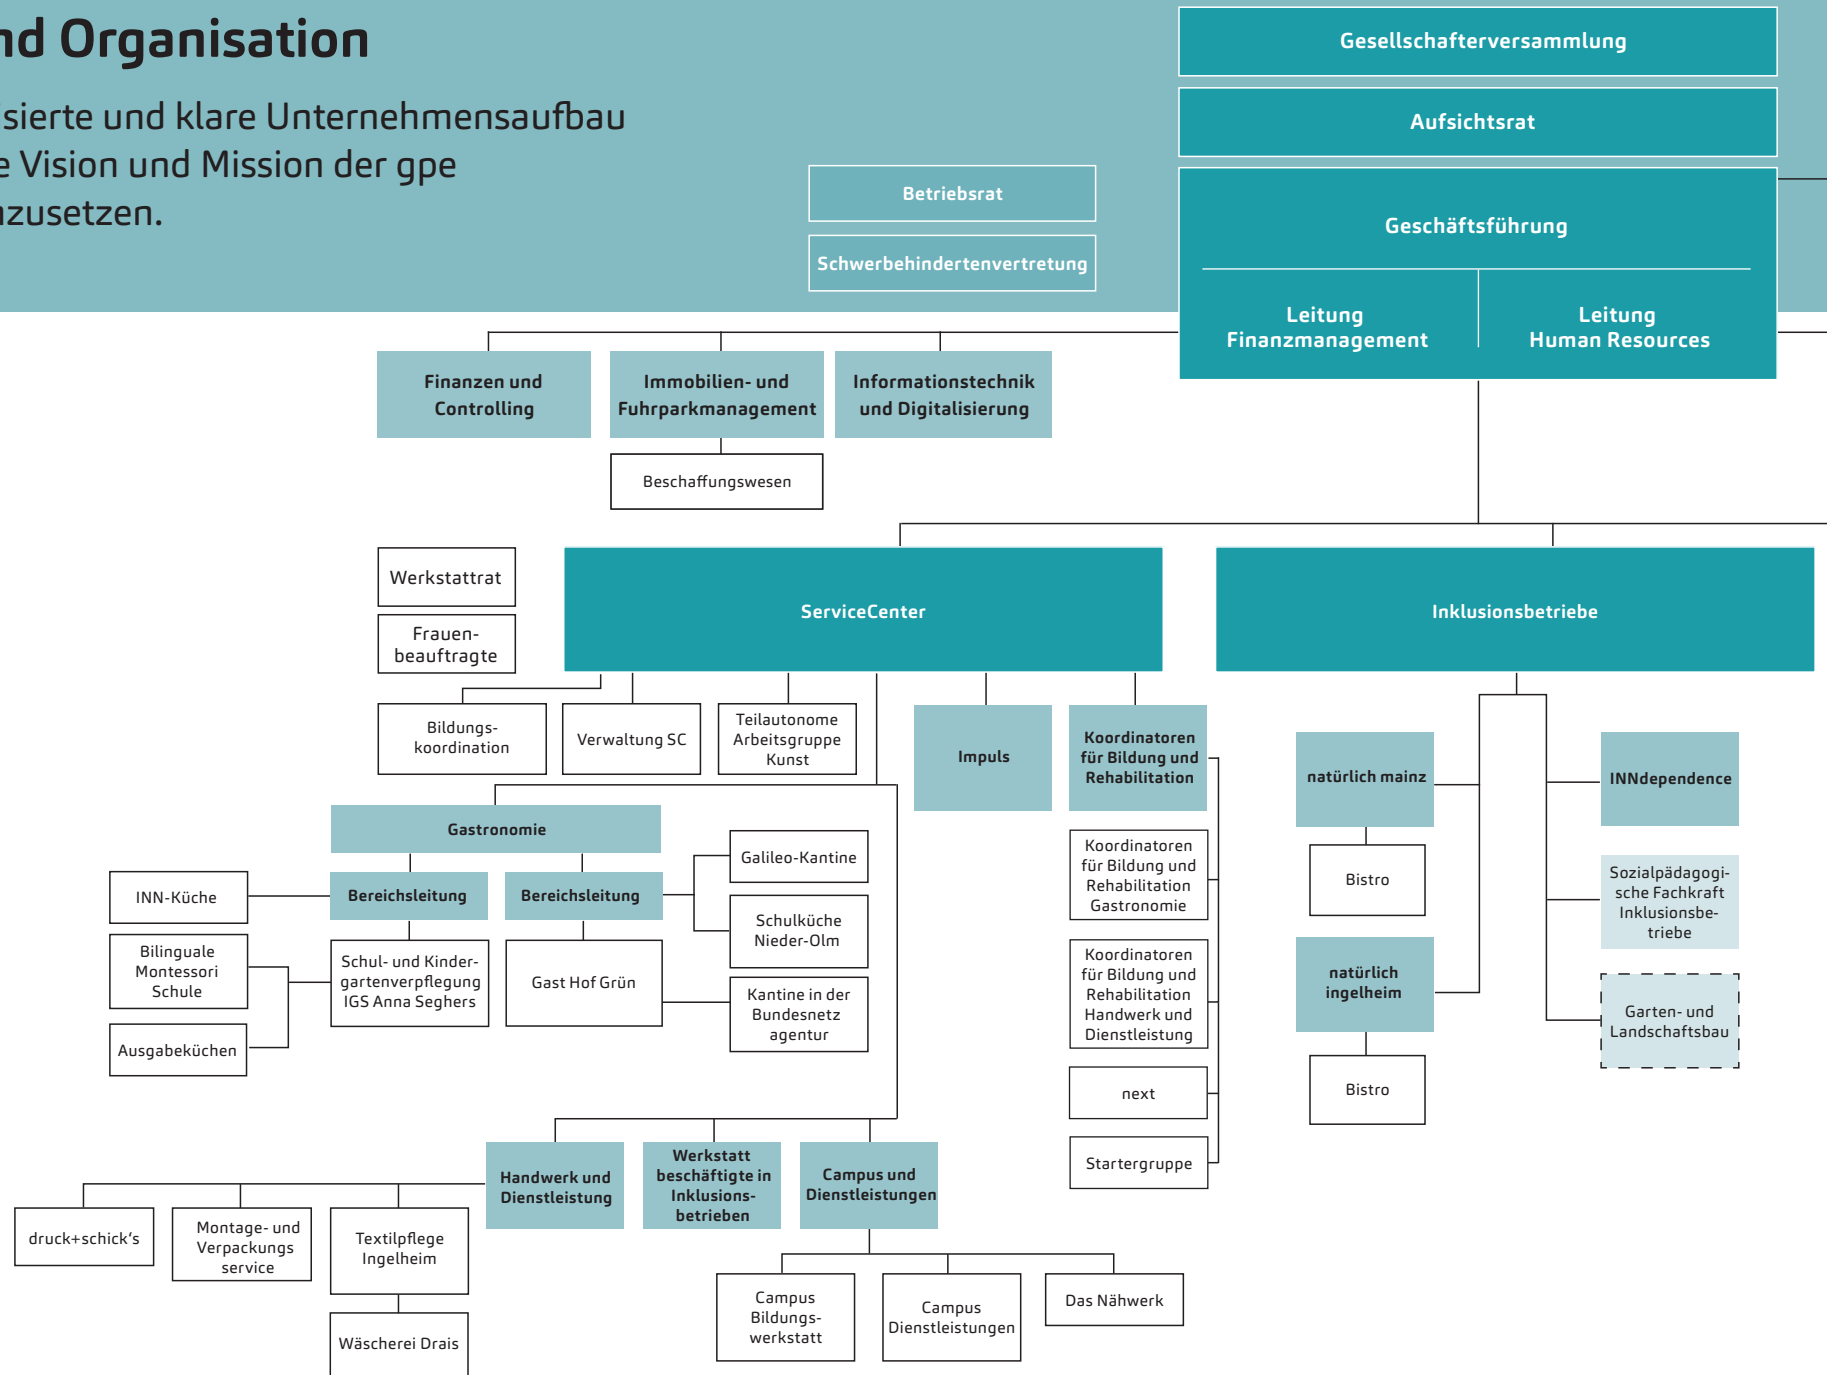 nd Organisation
sierte und klare Unternehmensaufbau
e Vision und Mission der gpe
nzusetzen.
Gesellschafterversammlung
Aufsichtsrat
Betriebsrat
Schwerbehindertenvertretung
Geschäftsführung
Leitung
Finanzmanagement
Leitung
Human Resources
Finanzen und
Controlling
Immobilien- und
Fuhrparkmanagement
Informationstechnik
und Digitalisierung
Beschaffungswesen
Werkstattrat
Frauen-
beauftragte
ServiceCenter
Inklusionsbetriebe
Bildungs-
koordination
Verwaltung SC
Teilautonome
Arbeitsgruppe
Kunst
Impuls
Koordinatoren
für Bildung und
Rehabilitation
natürlich mainz
INNdependence
Gastronomie
Bereichsleitung
Bereichsleitung
INN-Küche
Bilinguale
Montessori
Schule
Ausgabeküchen
Schul- und Kinder-
gartenverpflegung
IGS Anna Seghers
Gast Hof Grün
Galileo-Kantine
Schulküche
Nieder-Olm
Kantine in der
Bundesnetz
agentur
Koordinatoren
für Bildung und
Rehabilitation
Gastronomie
Koordinatoren
für Bildung und
Rehabilitation
Handwerk und
Dienstleistung
next
Startergruppe
Bistro
natürlich
ingelheim
Bistro
Sozialpädagogi-
sche Fachkraft
Inklusionsbe-
triebe
Garten- und
Landschaftsbau
Handwerk und
Dienstleistung
Werkstatt
beschäftigte in
Inklusions-
betrieben
Campus und
Dienstleistungen
druck+schick's
Montage- und
Verpackungs
service
Textilpflege
Ingelheim
Wäscherei Drais
Campus
Bildungs-
werkstatt
Campus
Dienstleistungen
Das Nähwerk